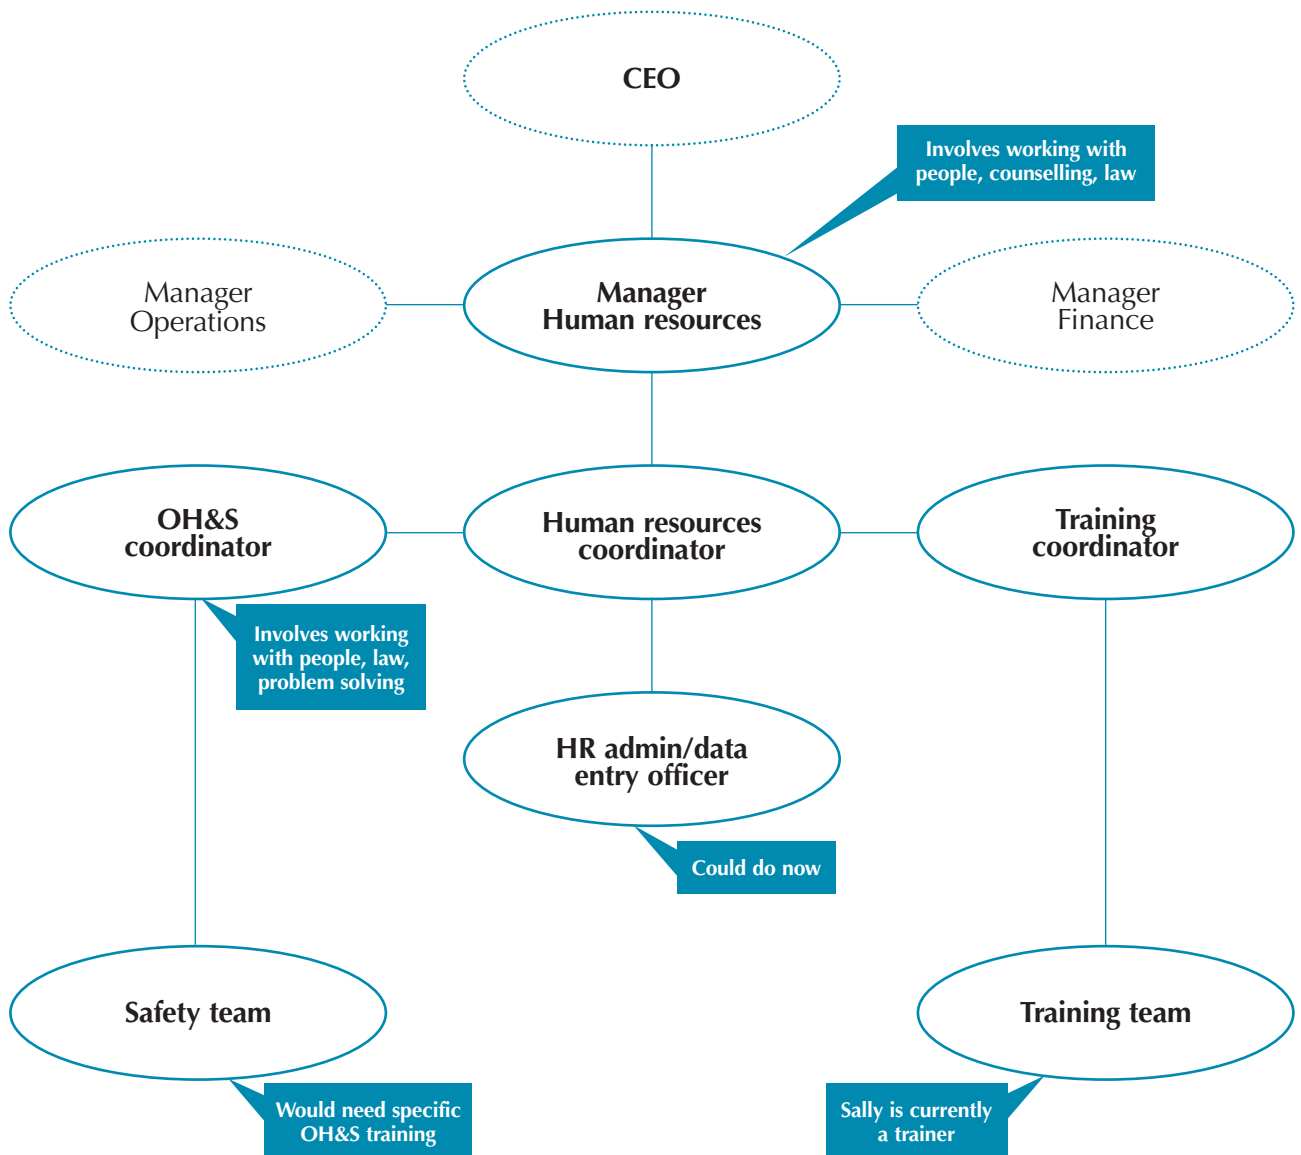 CEO
Involves working with
people, counselling, law
Manager
Operations
Manager
Human resources
Manager
Finance
OH&S
coordinator
Human resources
coordinator
Training
coordinator
Involves working
with people, law,
problem solving
HR admin/data
entry officer
Could do now
Safety team
Training team
Would need specific
OH&S training
Sally is currently
a trainer